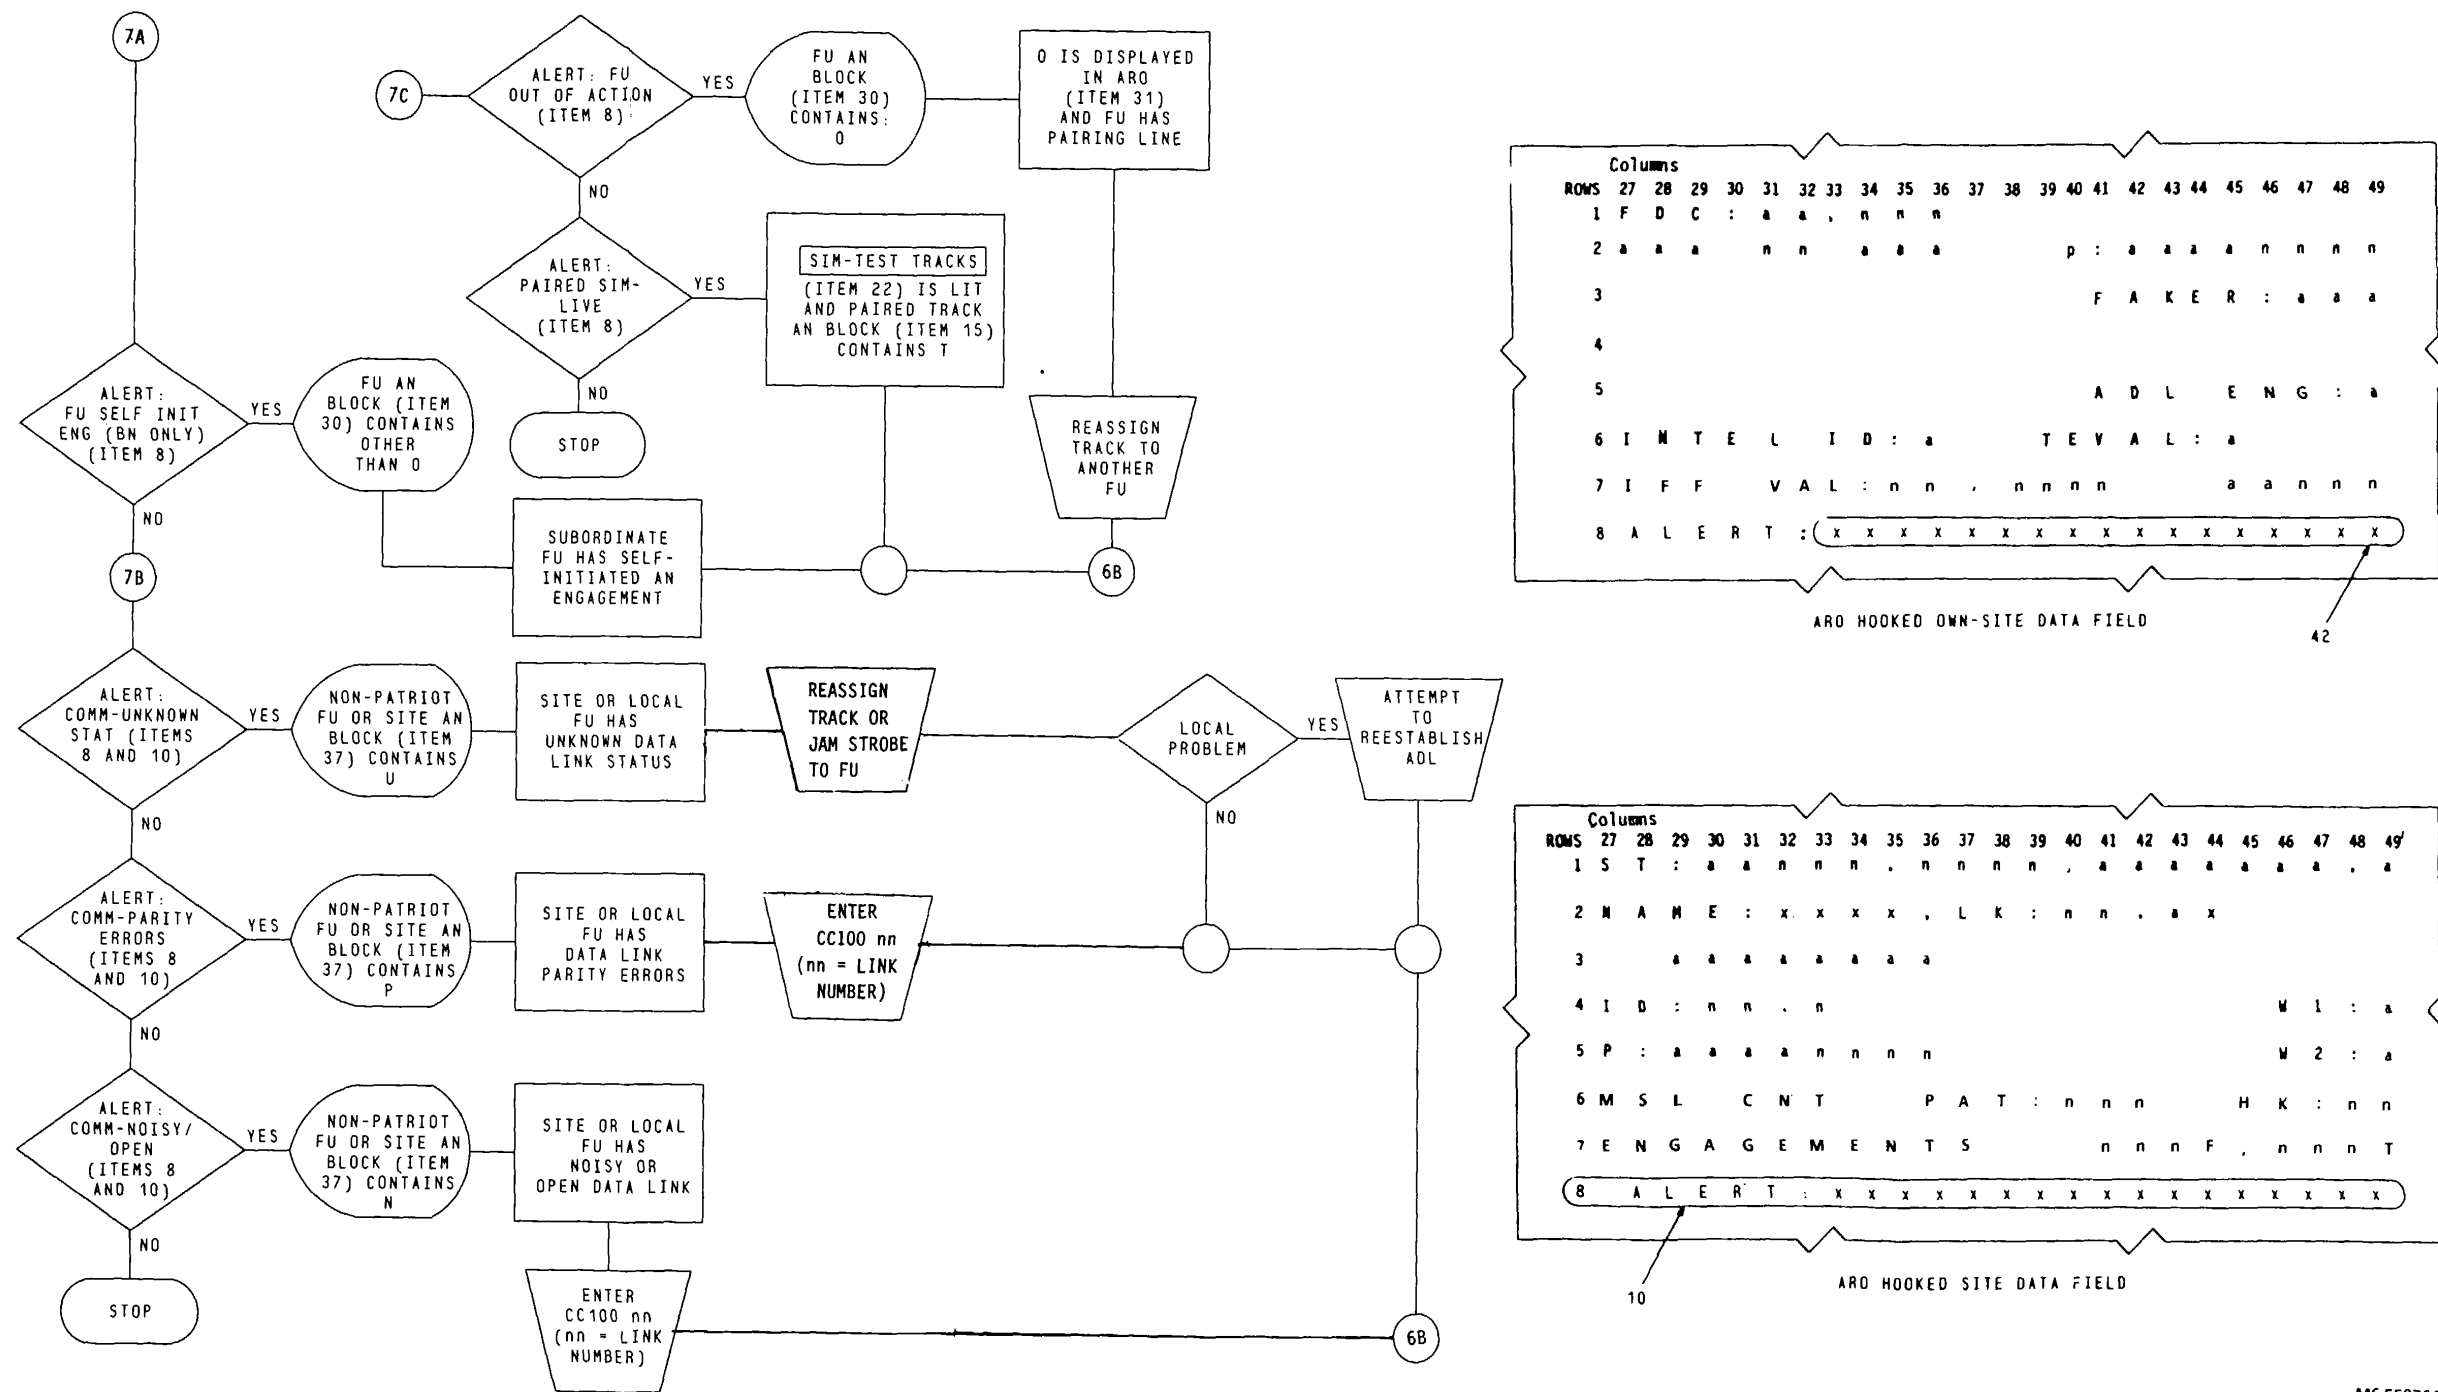 7A
7C
ALERT: FU
OUT OF ACTION
(ITEM 8)
YES
NO
FU AN
BLOCK
(ITEM 30)
CONTAINS:
0
0 IS DISPLAYED
IN ARO
(ITEM 31)
AND FU HAS
PAIRING LINE
ALERT:
PAIRED SIM-
LIVE
(ITEM 8)
YES
NO
SIM-TEST TRACKS
(ITEM 22) IS LIT
AND PAIRED TRACK
AN BLOCK (ITEM 15)
CONTAINS T
STOP
REASSIGN
TRACK TO
ANOTHER
FU
ALERT:
FU SELF INIT
ENG (BN ONLY)
(ITEM 8)
YES
NO
FU AN
BLOCK (ITEM
30) CONTAINS
OTHER
THAN 0
SUBORDINATE
FU HAS SELF-
INITIATED AN
ENGAGEMENT
6B
7B
ALERT:
COMM-UNKNOWN
STAT (ITEMS
8 AND 10)
YES
NO
NON-PATRIOT
FU OR SITE AN
BLOCK (ITEM
37) CONTAINS
U
SITE OR LOCAL
FU HAS
UNKNOWN DATA
LINK STATUS
REASSIGN
TRACK OR
JAM STROBE
TO FU
LOCAL
PROBLEM
YES
NO
ATTEMPT
TO
REESTABLISH
ADL
ALERT:
COMM-PARITY
ERRORS
(ITEMS 8
AND 10)
YES
NO
NON-PATRIOT
FU OR SITE AN
BLOCK (ITEM
37) CONTAINS
P
SITE OR LOCAL
FU HAS
DATA LINK
PARITY ERRORS
ENTER
CC100 nn
(nn = LINK
NUMBER)
ALERT:
COMM-NOISY/
OPEN
(ITEMS 8
AND 10)
YES
NO
NON-PATRIOT
FU OR SITE AN
BLOCK (ITEM
37) CONTAINS
N
SITE OR LOCAL
FU HAS
NOISY OR
OPEN DATA LINK
STOP
ENTER
CC100 nn
(nn = LINK
NUMBER)
6B
Columns
ROWS 27 28 29 30 31 32 33 34 35 36 37 38 39 40 41 42 43 44 45 46 47 48 49
1 F D C : a a , n n n
2 a a a n n a a a p : a a a a n n n n
3 F A K E R : a a a
4
5 A D L E N G : a
6 I N T E L I D : a T E V A L : a
7 I F F V A L : n n , n n n n a a n n n
8 A L E R T : x x x x x x x x x x x x x x x x x
ARO HOOKED OWN-SITE DATA FIELD
42
Columns
ROWS 27 28 29 30 31 32 33 34 35 36 37 38 39 40 41 42 43 44 45 46 47 48 49
1 S T : a a n n n , n n n n , a a a a a a a , a
2 N A M E : x x x x , L K : n n , a x
3 a a a a a a a a
4 I D : n n . n W 1 : a
5 P : a a a a n n n n W 2 : a
6 M S L C N T P A T : n n n H K : n n
7 E N G A G E M E N T S n n n F , n n n T
8 A L E R T : x x x x x x x x x x x x x x x x x
ARO HOOKED SITE DATA FIELD
10